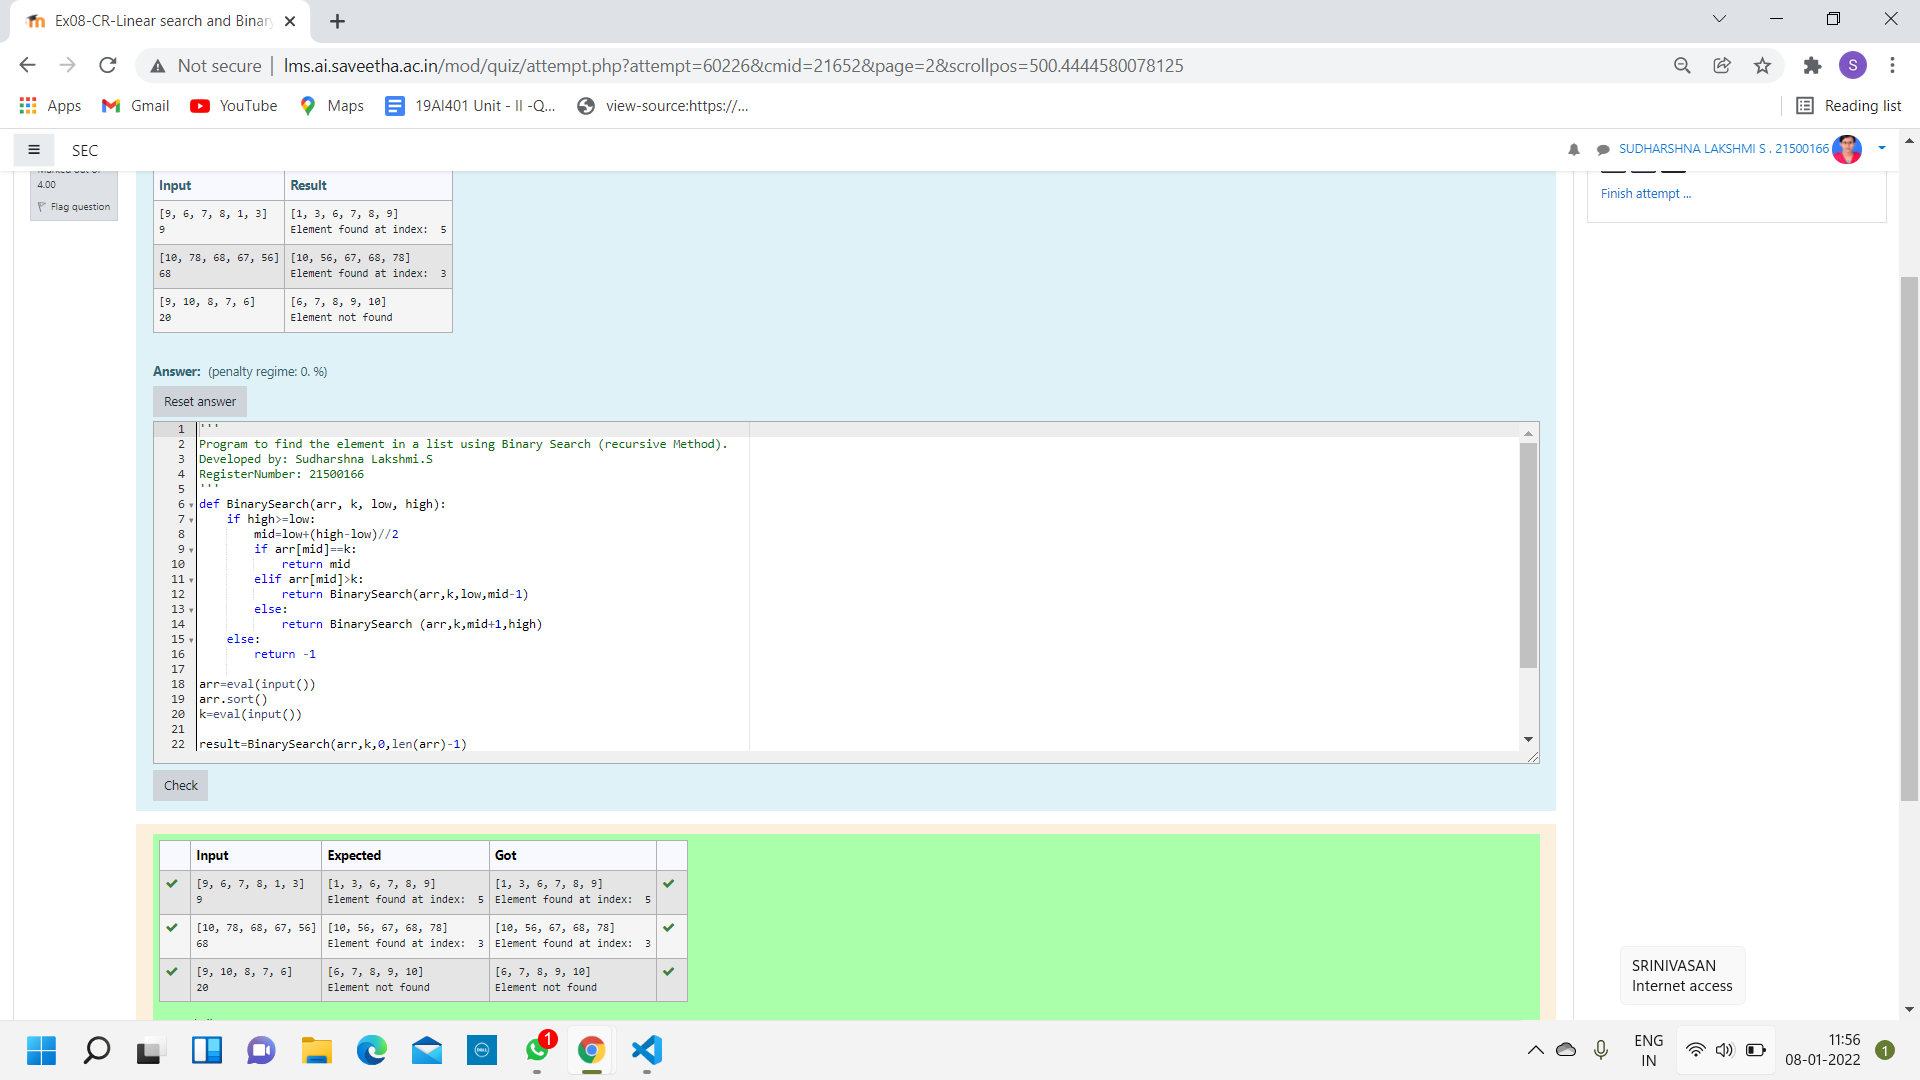 Ex08-CR-Linear search and Binar
Not secure
lms.ai.saveetha.ac.in/mod/quiz/attempt.php?attempt=60226&cmid=21652&page=2&scrollpos=500.4444580078125
S
Apps
Gmail
YouTube
Maps
19AI401 Unit - II -Q...
view-source:https://...
Reading list
SEC
SUDHARSHNA LAKSHMI S . 21500166
Marked out of
4.00
Flag question
Finish attempt ...
Input Result
[9, 6, 7, 8, 1, 3] [1, 3, 6, 7, 8, 9]
9 Element found at index:  5
[10, 78, 68, 67, 56] [10, 56, 67, 68, 78]
68 Element found at index:  3
[9, 10, 8, 7, 6] [6, 7, 8, 9, 10]
20 Element not found
Answer: (penalty regime: 0. %)
Reset answer
1 '''
2 Program to find the element in a list using Binary Search (recursive Method).
3 Developed by: Sudharshna Lakshmi.S
4 RegisterNumber: 21500166
5 '''
6 def BinarySearch(arr, k, low, high):
7     if high>=low:
8         mid=low+(high-low)//2
9         if arr[mid]==k:
10             return mid
11         elif arr[mid]>k:
12             return BinarySearch(arr,k,low,mid-1)
13         else:
14             return BinarySearch (arr,k,mid+1,high)
15     else:
16         return -1
17
18 arr=eval(input())
19 arr.sort()
20 k=eval(input())
21
22 result=BinarySearch(arr,k,0,len(arr)-1)
Check
Input Expected Got
[9, 6, 7, 8, 1, 3] [1, 3, 6, 7, 8, 9] [1, 3, 6, 7, 8, 9]
9 Element found at index:  5 Element found at index:  5
[10, 78, 68, 67, 56] [10, 56, 67, 68, 78] [10, 56, 67, 68, 78]
68 Element found at index:  3 Element found at index:  3
[9, 10, 8, 7, 6] [6, 7, 8, 9, 10] [6, 7, 8, 9, 10]
20 Element not found Element not found
SRINIVASAN
Internet access
DELL
1
ENG
IN
11:56
08-01-2022
1